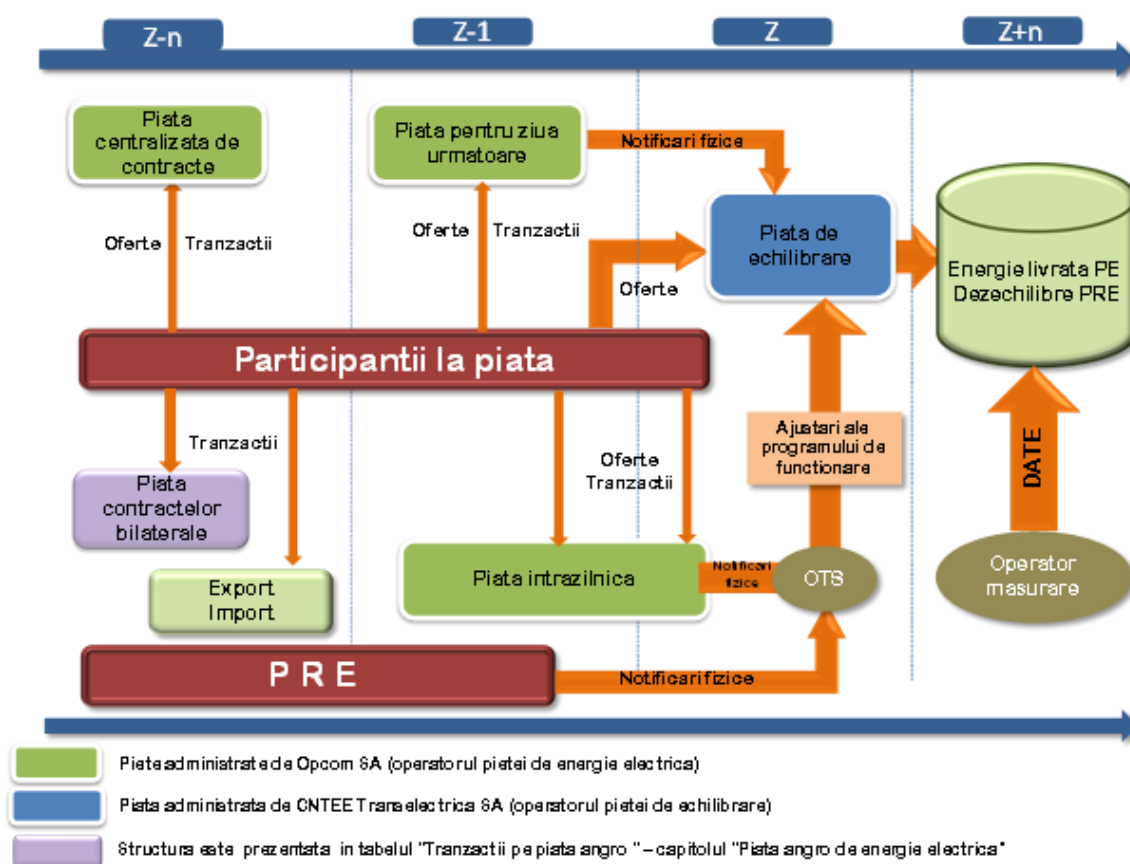 Z-n
Z-1
Z
Z+n
Piata
centralizata de
contracte
Piata pentru ziua
urmatoare
Notificari fizice
Oferte
Tranzactii
Oferte
Tranzactii
Piata de
echilibrare
Oferte
Energie livrata PE
Dezechilibre PRE
Participantii la piata
Tranzactii
Oferte
Tranzactii
Ajustari ale
programului de
functionare
DATE
Piata
contractelor
bilaterale
Piata intrazilnica
Notificari
fizice
OTS
Operator
masurare
Export
Import
P R E
Notificari fizice
Piete administrate de Opcom SA (operatorul pietei de energie electrica)
Piata administrata de CNTEE Transelectrica SA (operatorul pietei de echilibrare)
Structura este prezentata in tabelul "Tranzactii pe piata angro " – capitolul "Piata angro de energie electrica"